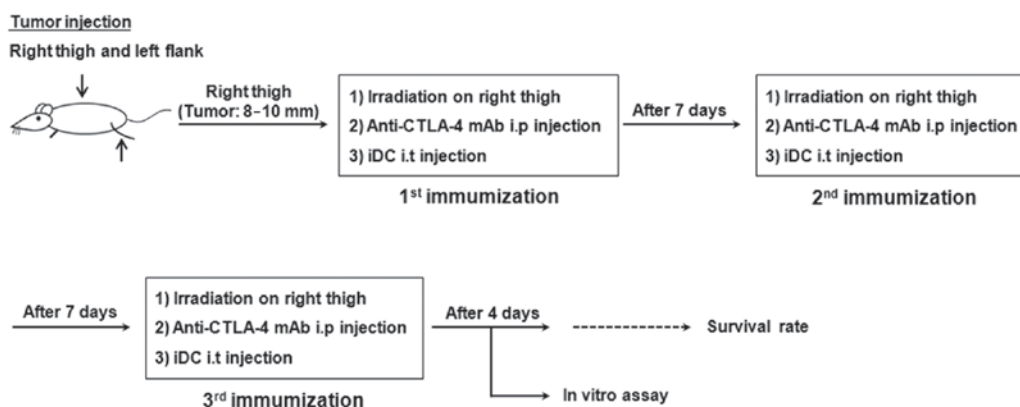 Tumor injection
Right thigh and left flank
Right thigh
(Tumor: 8–10 mm)
1) Irradiation on right thigh
2) Anti-CTLA-4 mAb i.p injection
3) iDC i.t injection
1st immumization
After 7 days
1) Irradiation on right thigh
2) Anti-CTLA-4 mAb i.p injection
3) iDC i.t injection
2nd immumization
After 7 days
1) Irradiation on right thigh
2) Anti-CTLA-4 mAb i.p injection
3) iDC i.t injection
3rd immumization
After 4 days
Survival rate
In vitro assay